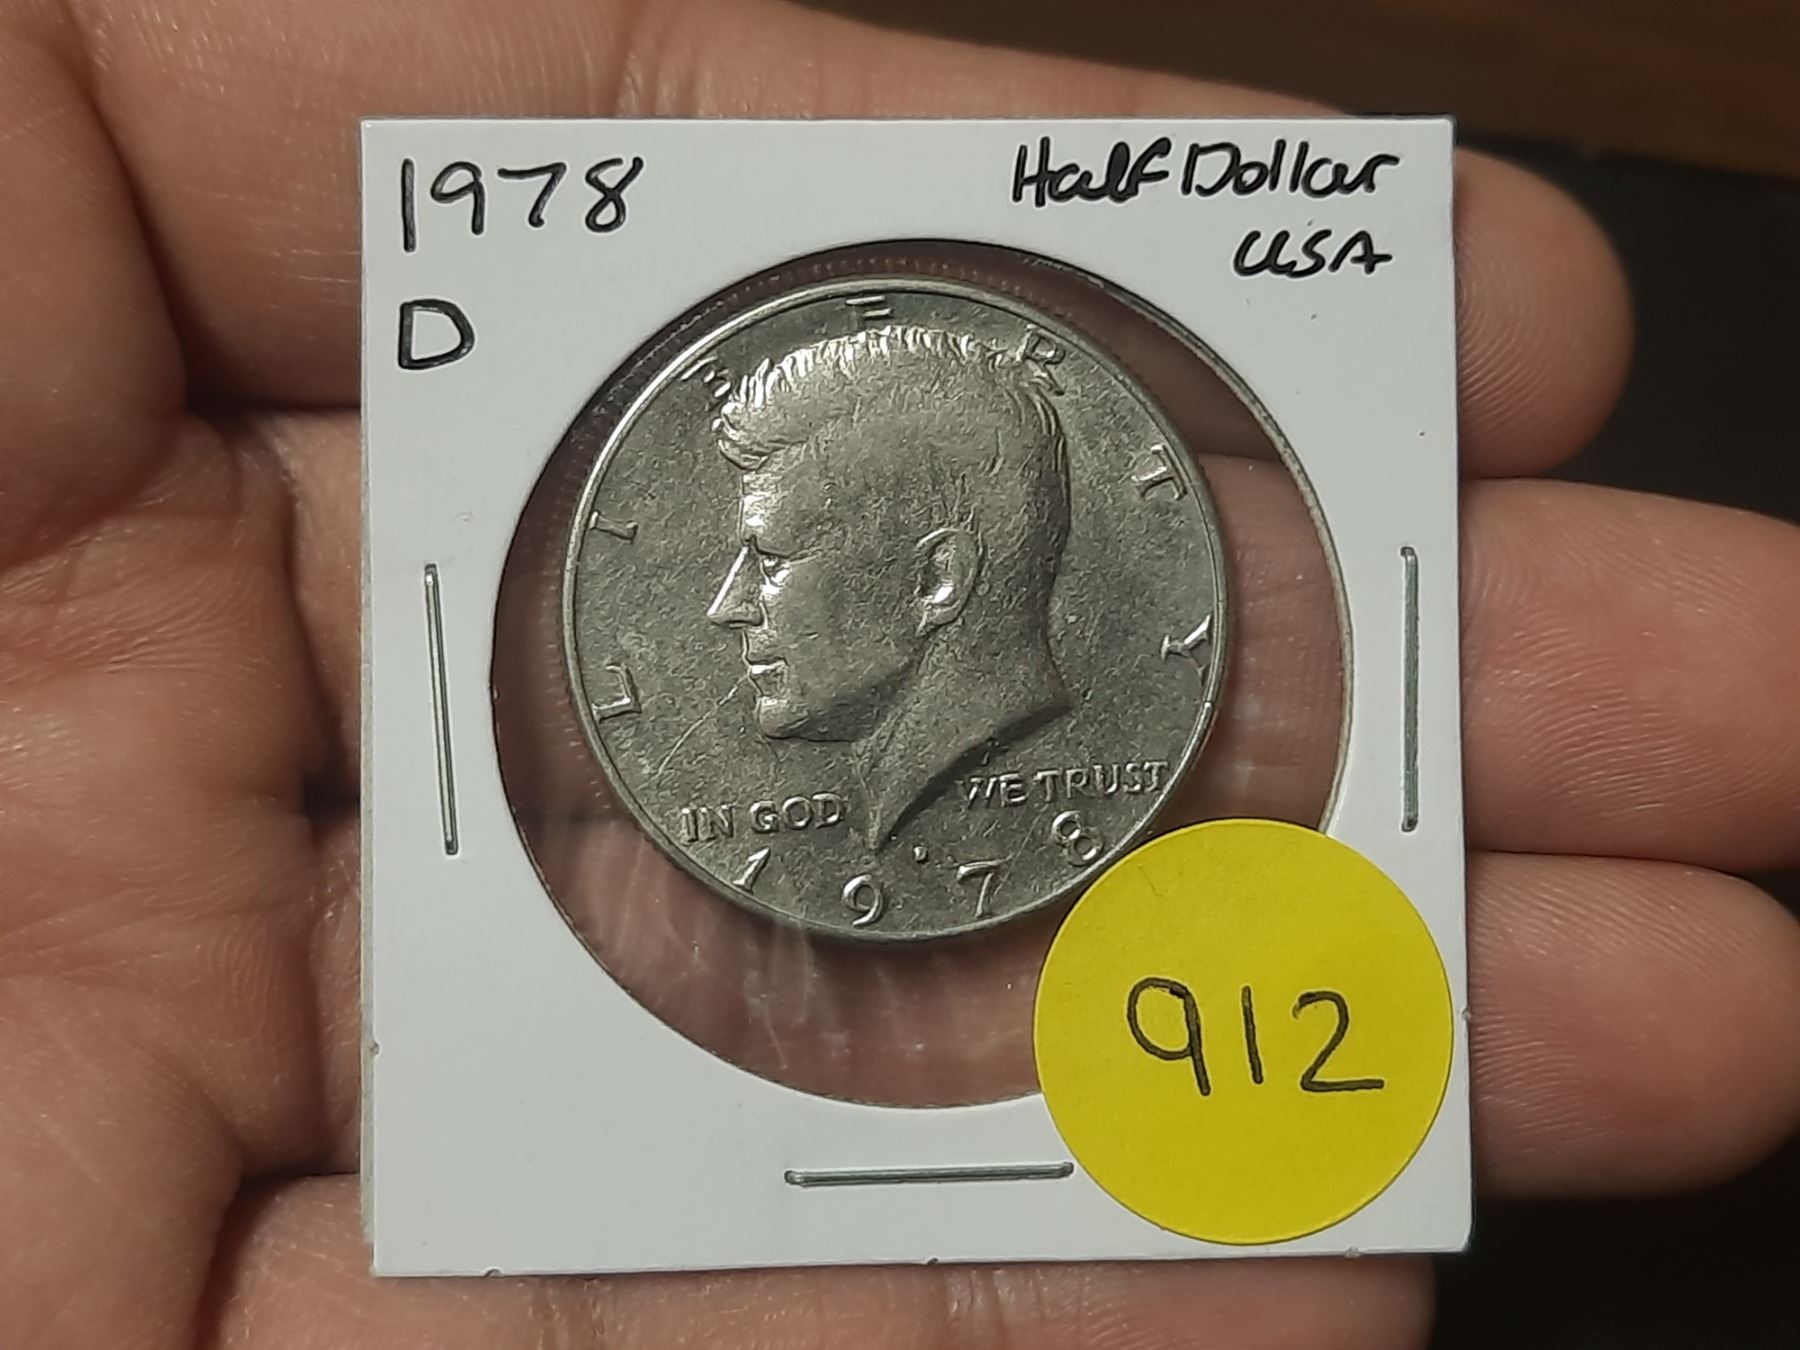 1978
Half Dollar
USA
D
LIBERTY
IN GOD WE TRUST
1978
912